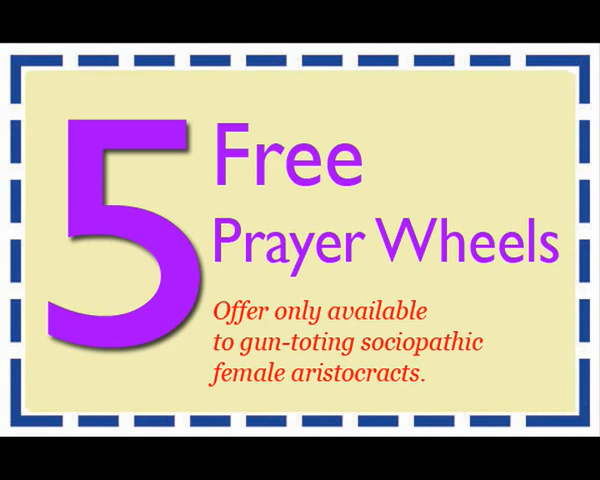 5 Free
Prayer Wheels
Offer only available
to gun-toting sociopathic
female aristocracts.